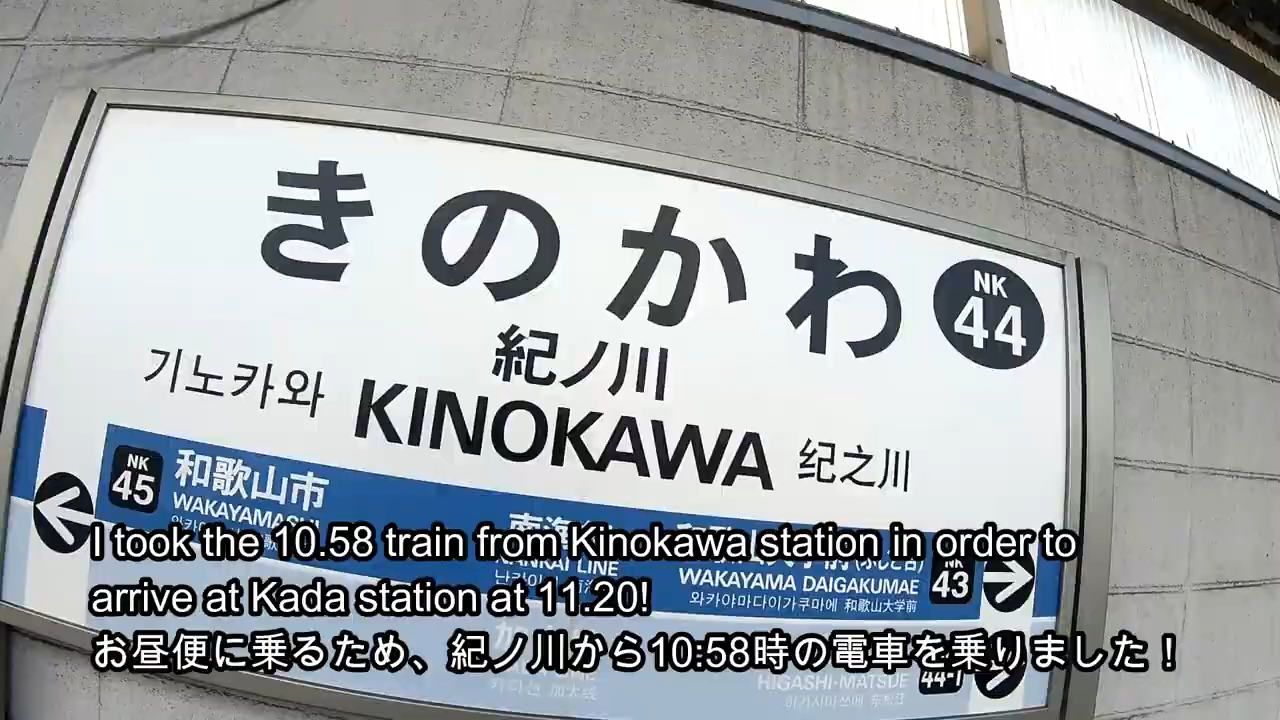 きのかわ
NK
44
紀ノ川
기노카와 KINOKAWA 纪之川
NK
45
和歌山市
WAKAYAMASHI
NANKAI LINE
WAKAYAMA DAIGAKUMAE
와카야마다이가쿠마에 和歌山大学前
NK
43
HIGASHI-MATSUE
44-1
I took the 10.58 train from Kinokawa station in order to
arrive at Kada station at 11.20!
お昼便に乗るため、紀ノ川から10:58時の電車を乗りました！